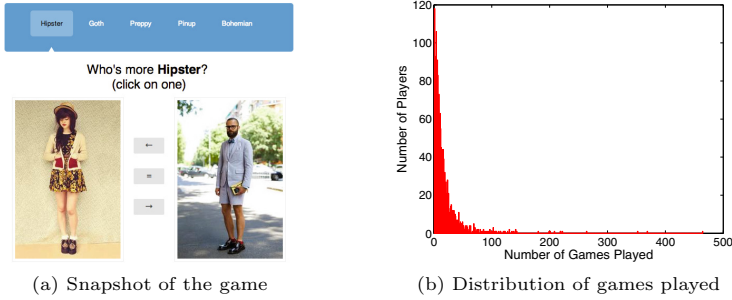 Hipster Goth Preppy Pinup Bohemian
Who's more Hipster?
(click on one)
←
=
→
(a) Snapshot of the game
120
100
80
60
40
20
0
Number of Players
0 100 200 300 400 500
Number of Games Played
(b) Distribution of games played